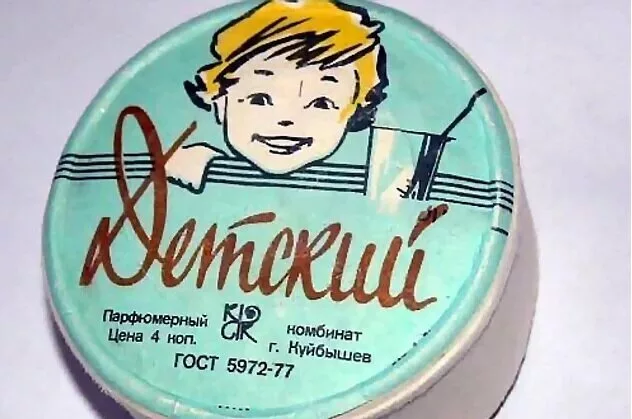 Детский
Парфюмерный комбинат
Цена 4 коп. г. Куйбышев
ГОСТ 5972-77